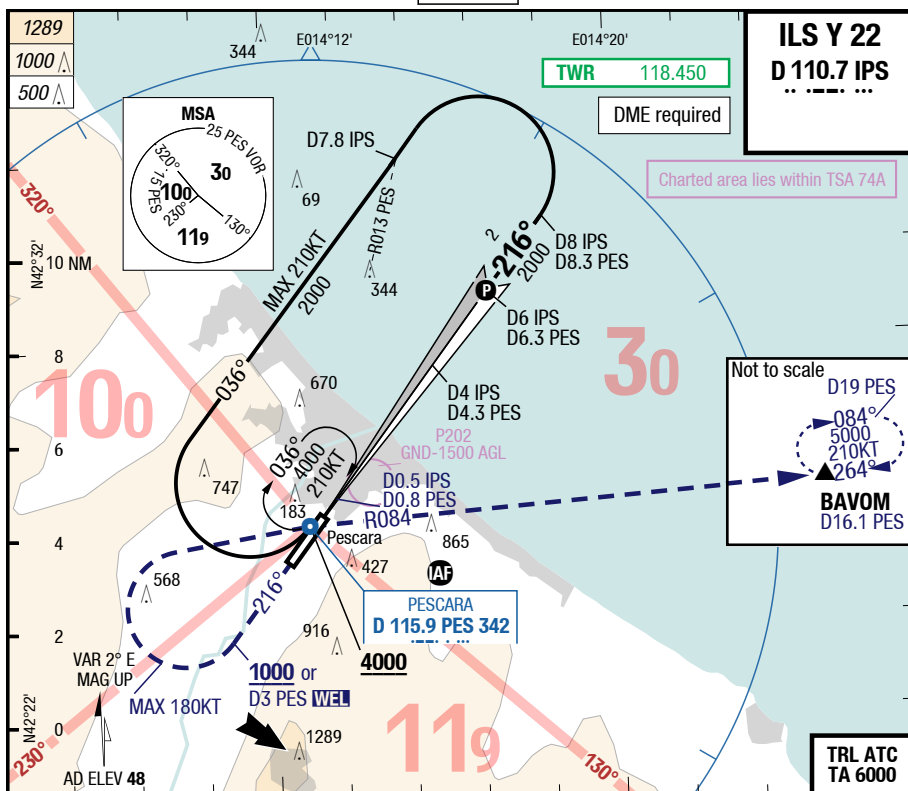 1289
1000
500
344
E014°12'
E014°20'
TWR 118.450
DME required
ILS Y 22
D 110.7 IPS
Charted area lies within TSA 74A
MSA
25 PES VOR
320°
30
15 PES
100
230°
130°
119
D7.8 IPS
320°
69
R013 PES
344
MAX 210KT
2000
2
-216°
2000
D8 IPS
D8.3 PES
N42°32'
10 NM
P
D6 IPS
D6.3 PES
8
036°
100
30
670
D4 IPS
D4.3 PES
Not to scale
D19 PES
084°
5000
210KT
264°
BAVOM
D16.1 PES
6
P202
GND-1500 AGL
036°
4000
210KT
747
183
D0.5 IPS
D0.8 PES
R084
4
Pescara
865
427
IAF
568
216°
PESCARA
D 115.9 PES 342
2
916
4000
VAR 2° E
MAG UP
1000 or
D3 PES WEL
MAX 180KT
N42°22'
0
1289
119
230°
130°
AD ELEV 48
TRL ATC
TA 6000